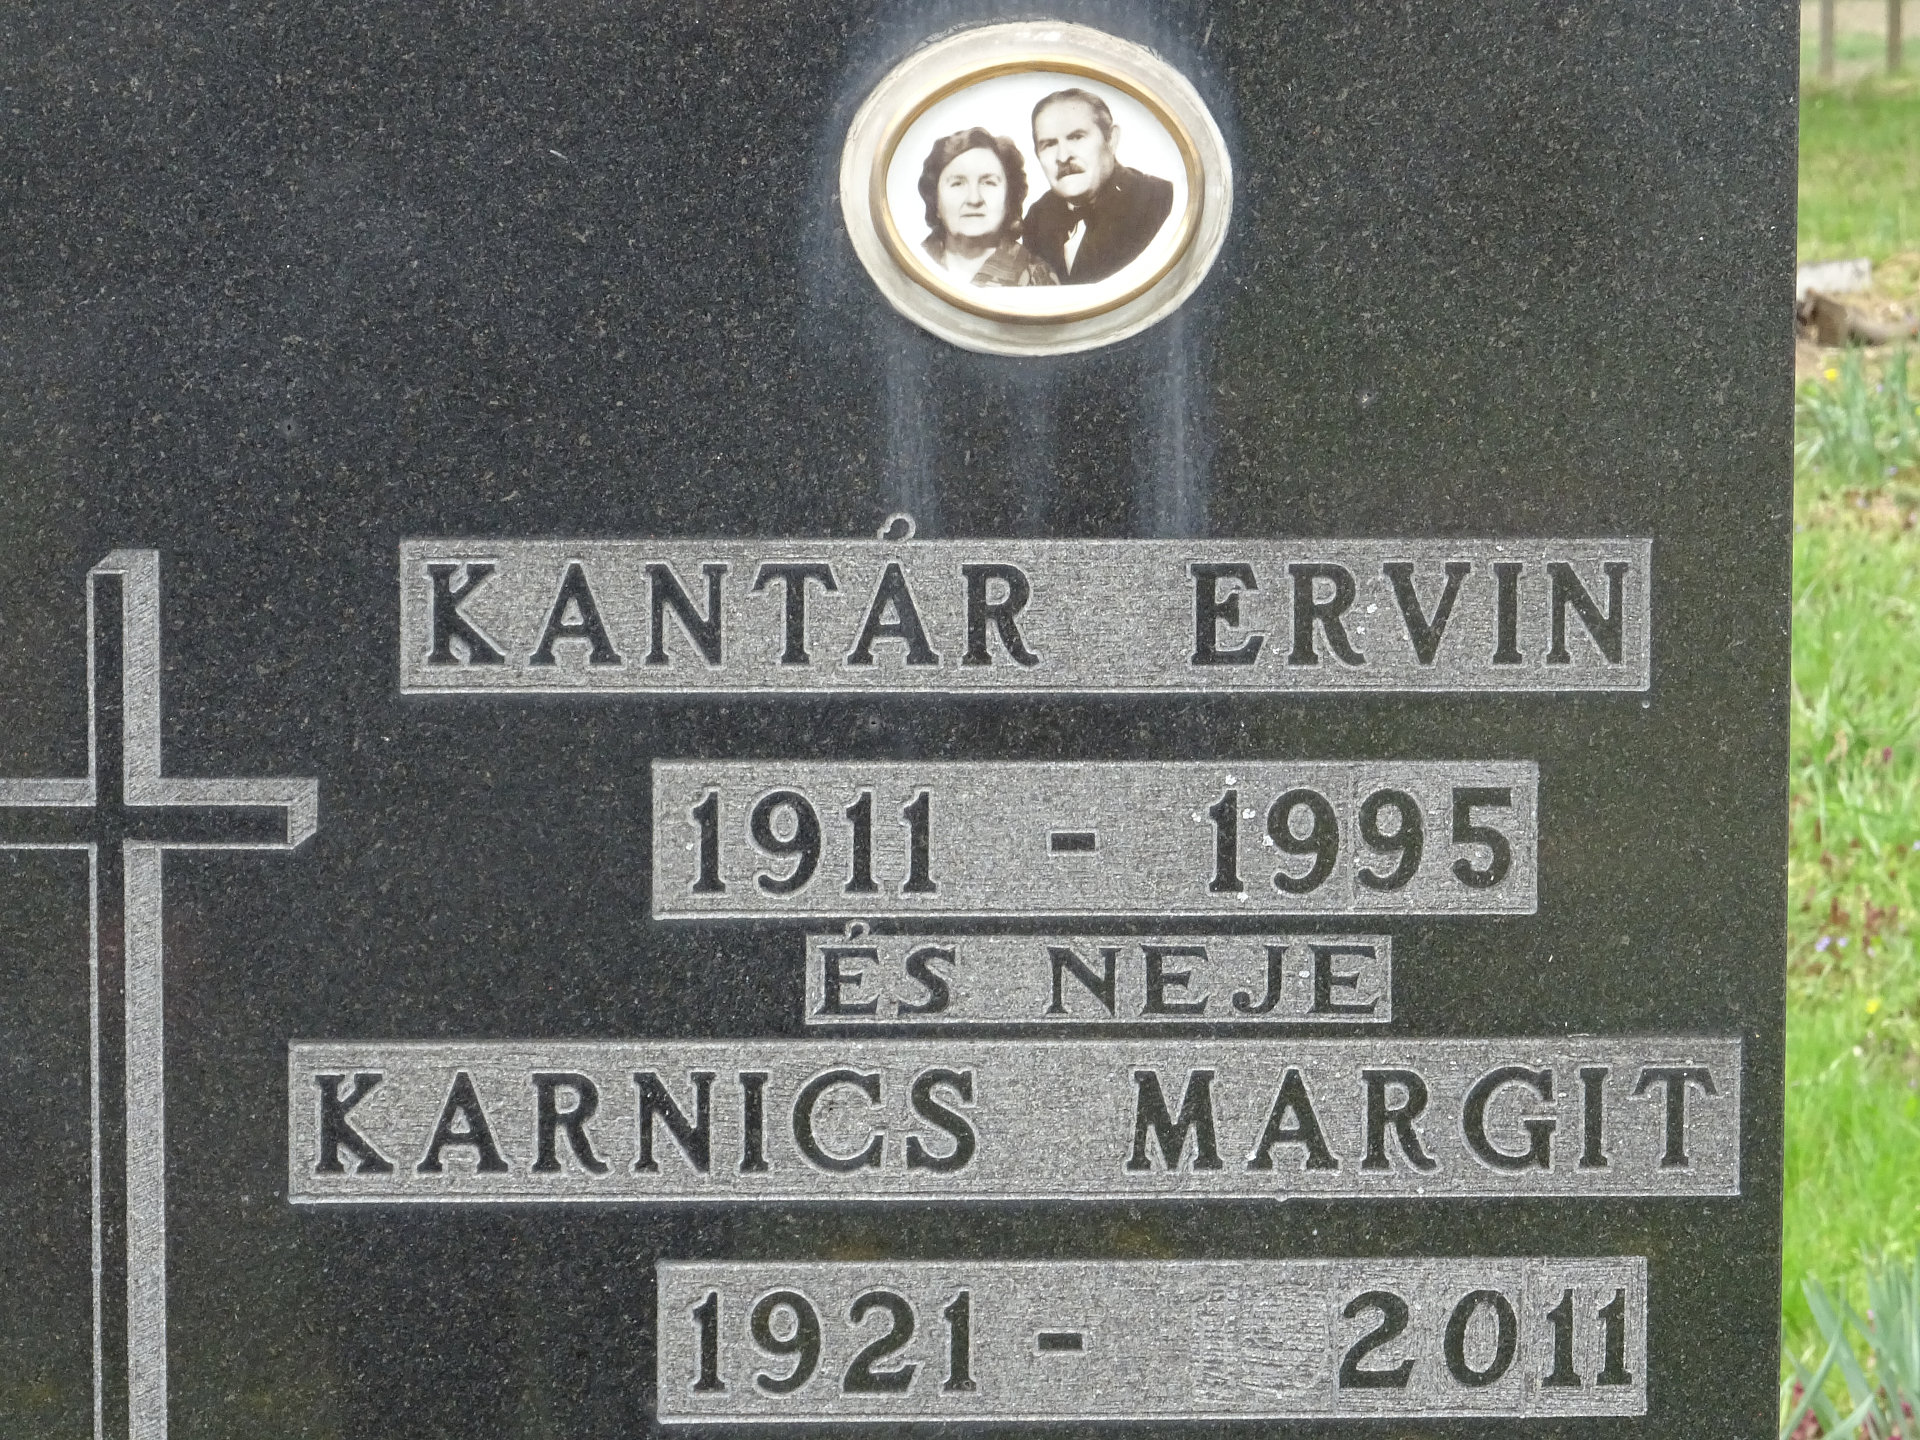 KANTÁR ERVIN
1911 - 1995
ÉS NEJE
KARNICS MARGIT
1921 - 2011